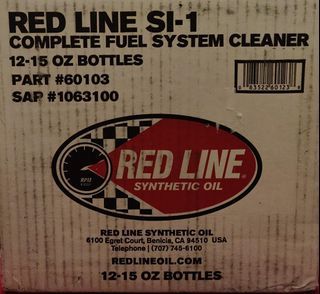 RED LINE SI-1
COMPLETE FUEL SYSTEM CLEANER
12-15 OZ BOTTLES
PART #60103
SAP #1063100
RED LINE
SYNTHETIC OIL
RED LINE SYNTHETIC OIL
6100 Egret Court, Benicia, CA 94510 USA
Telephone | (707) 745-6100
REDLINEOIL.COM
12-15 OZ BOTTLES